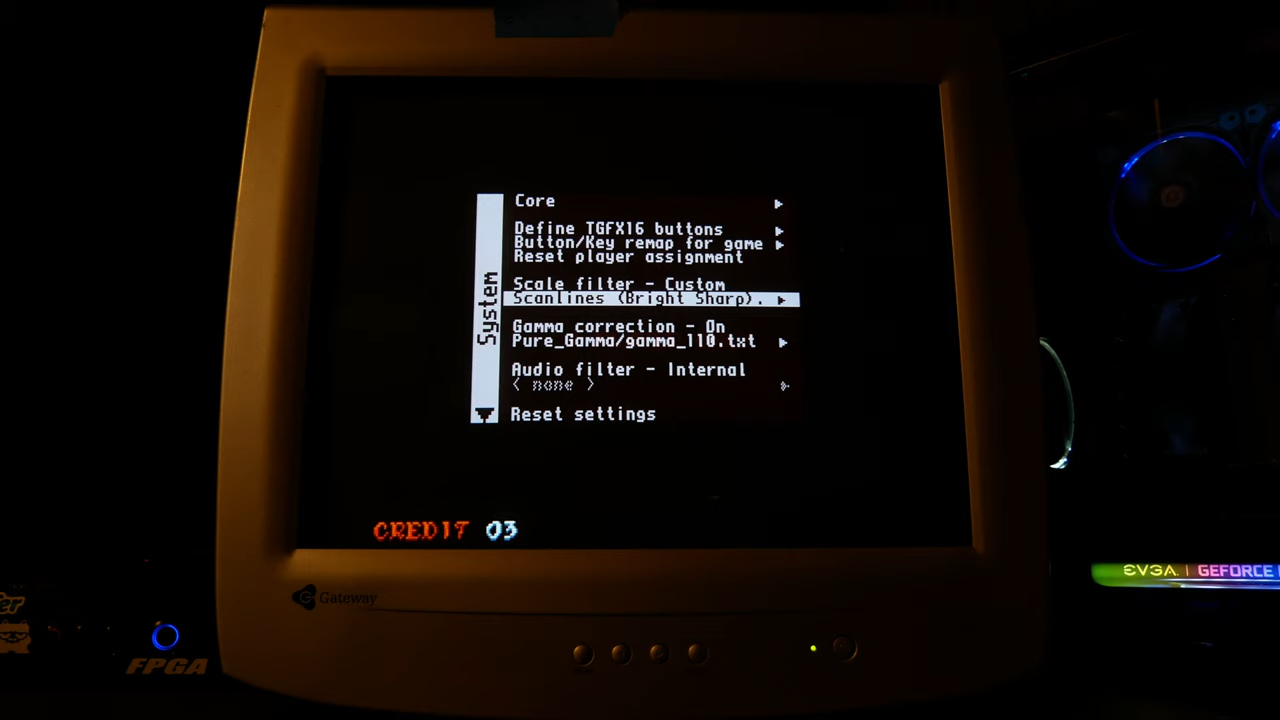 Core
Define TGFX16 buttons
Button/Key remap for game
Reset player assignment
Scale filter - Custom
Scanlines (Bright Sharp).
Gamma correction - On
Pure_Gamma/gamma_110.txt
Audio filter - Internal
< none >
Reset settings
System
CREDIT 03
Gateway
FPGA
EVGA | GEFORCE